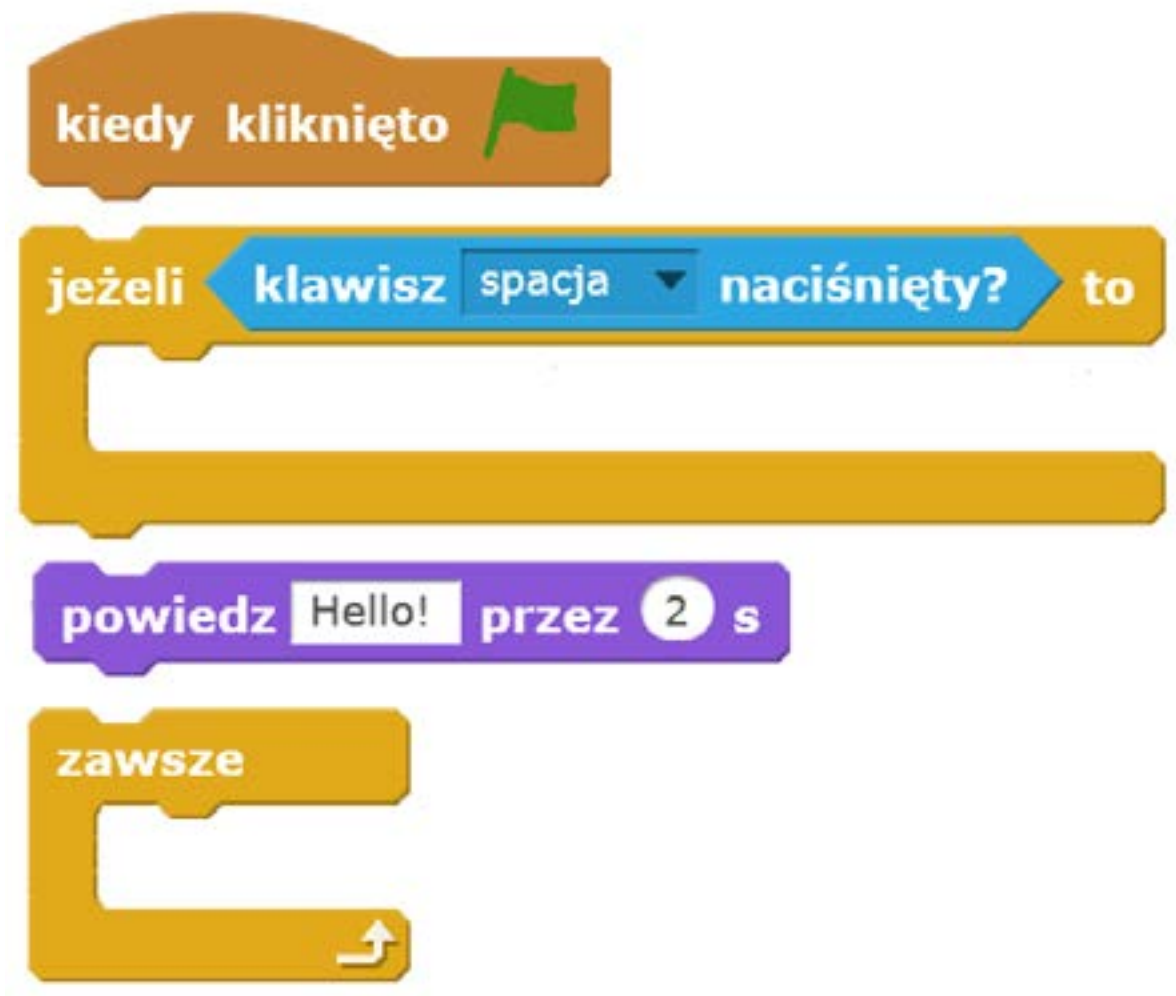 kiedy kliknięto
jeżeli klawisz spacja naciśnięty? to
powiedz Hello! przez 2 s
zawsze